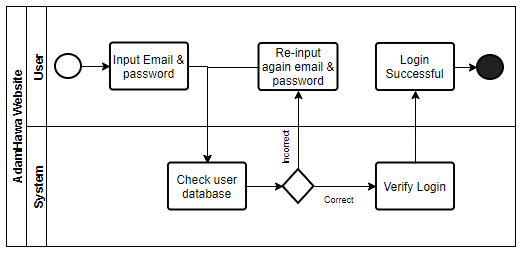 AdamHawa Website
User
Input Email &
password
Re-input
again email &
password
Login
Successful
System
Check user
database
Incorrect
Correct
Verify Login